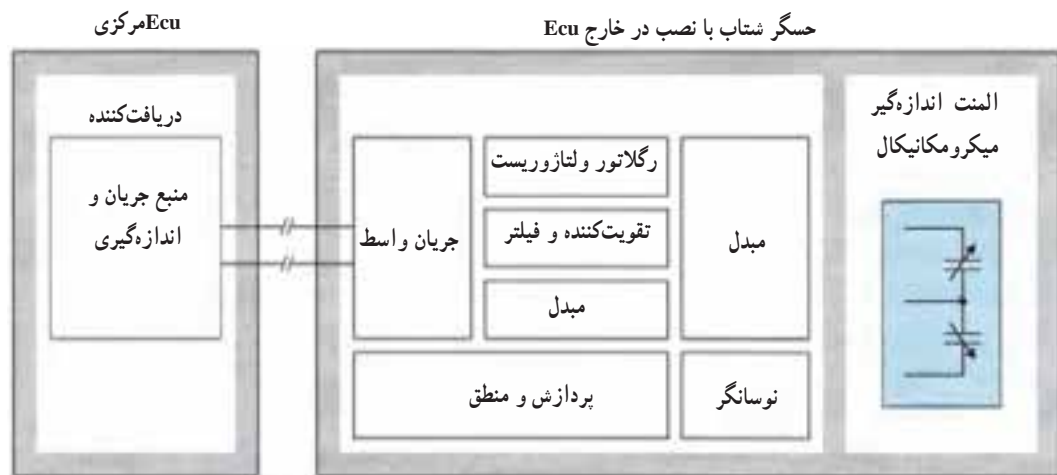 حسگر شتاب با نصب در خارج Ecu
Ecuمرکزی
المنت اندازه‌گیر
میکرومکانیکال
مبدل
رگلاتور ولتاژوریست
تقویت‌کننده و فیلتر
مبدل
جریان واسط
نوسانگر
پردازش و منطق
دریافت‌کننده
منبع جریان و
اندازه‌گیری